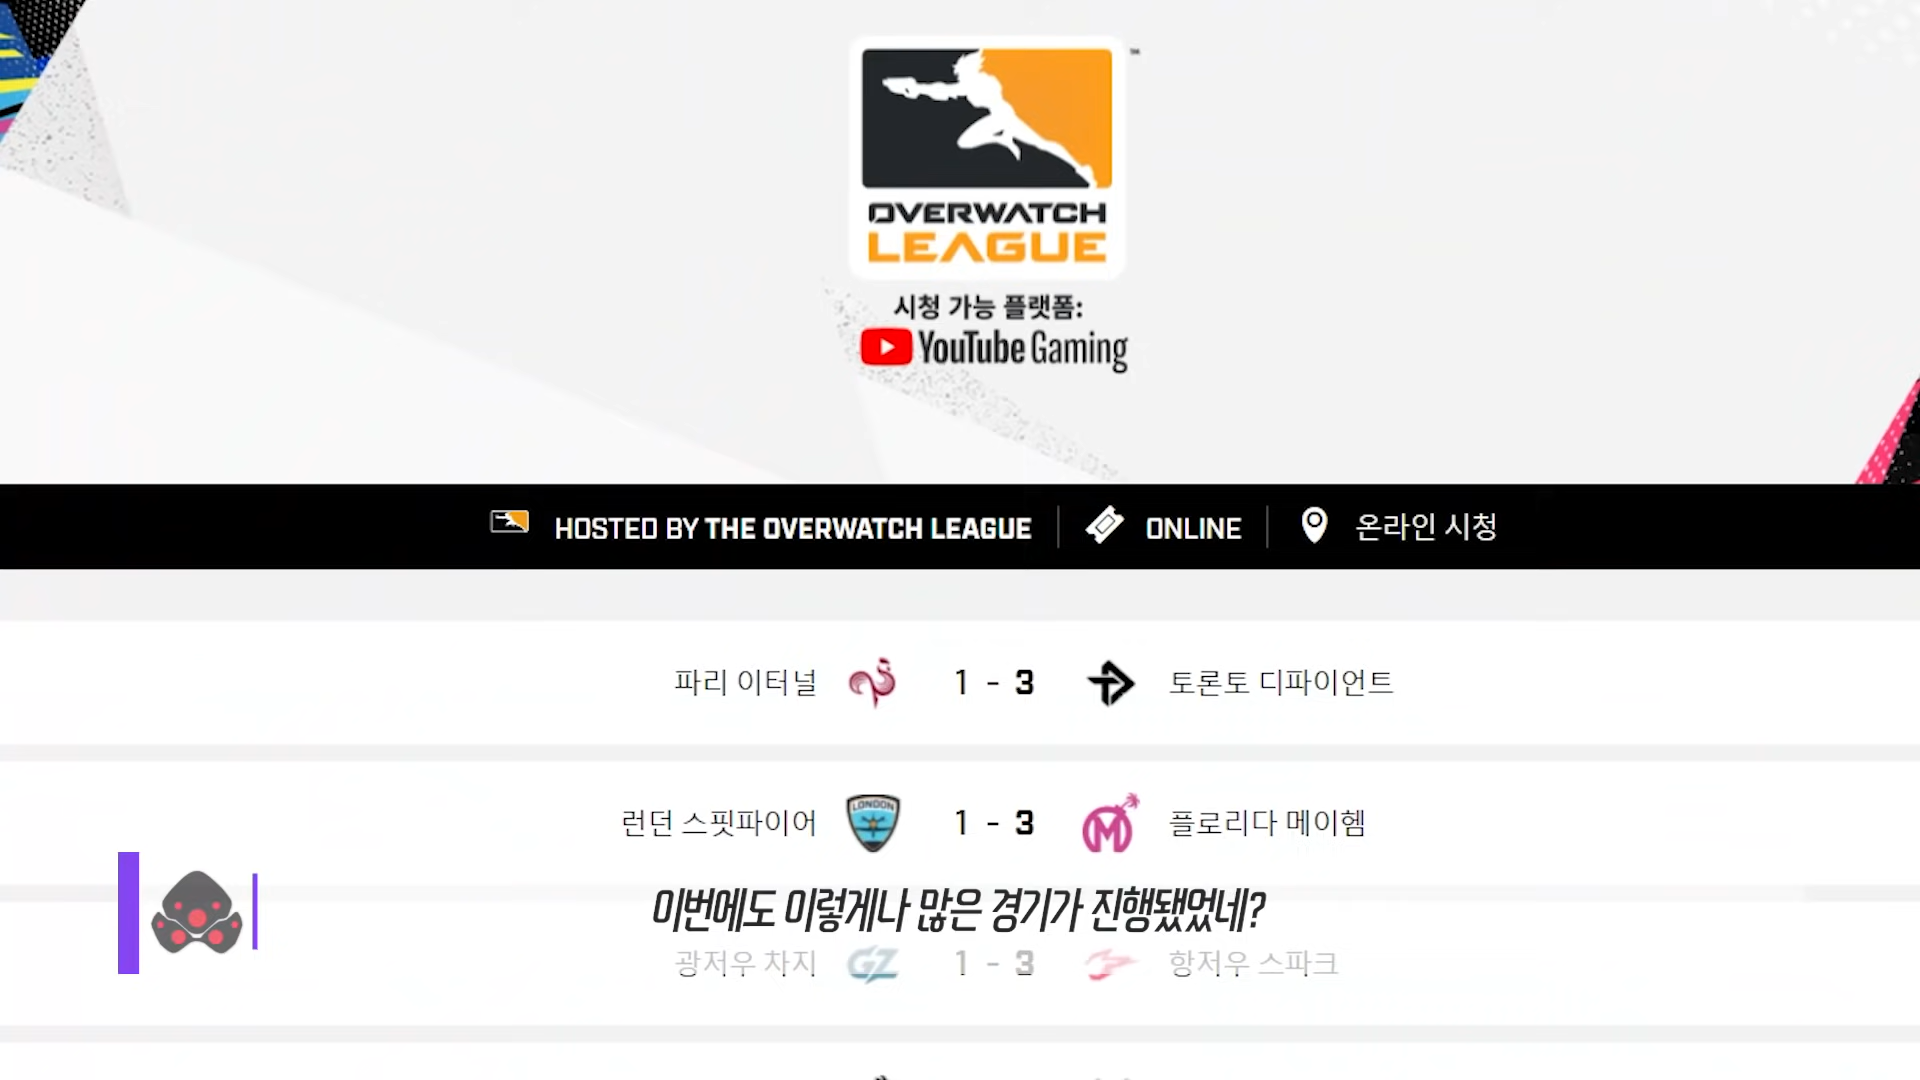 OVERWATCH
LEAGUE
™
시청 가능 플랫폼:
YouTube Gaming
HOSTED BY THE OVERWATCH LEAGUE
ONLINE
온라인 시청
파리 이터널 1 - 3 토론토 디파이언트
런던 스핏파이어 LONDON 1 - 3 M 플로리다 메이헴
이번에도 이렇게나 많은 경기가 진행됐었네?
광저우 차지 GZ 1 - 3 항저우 스파크